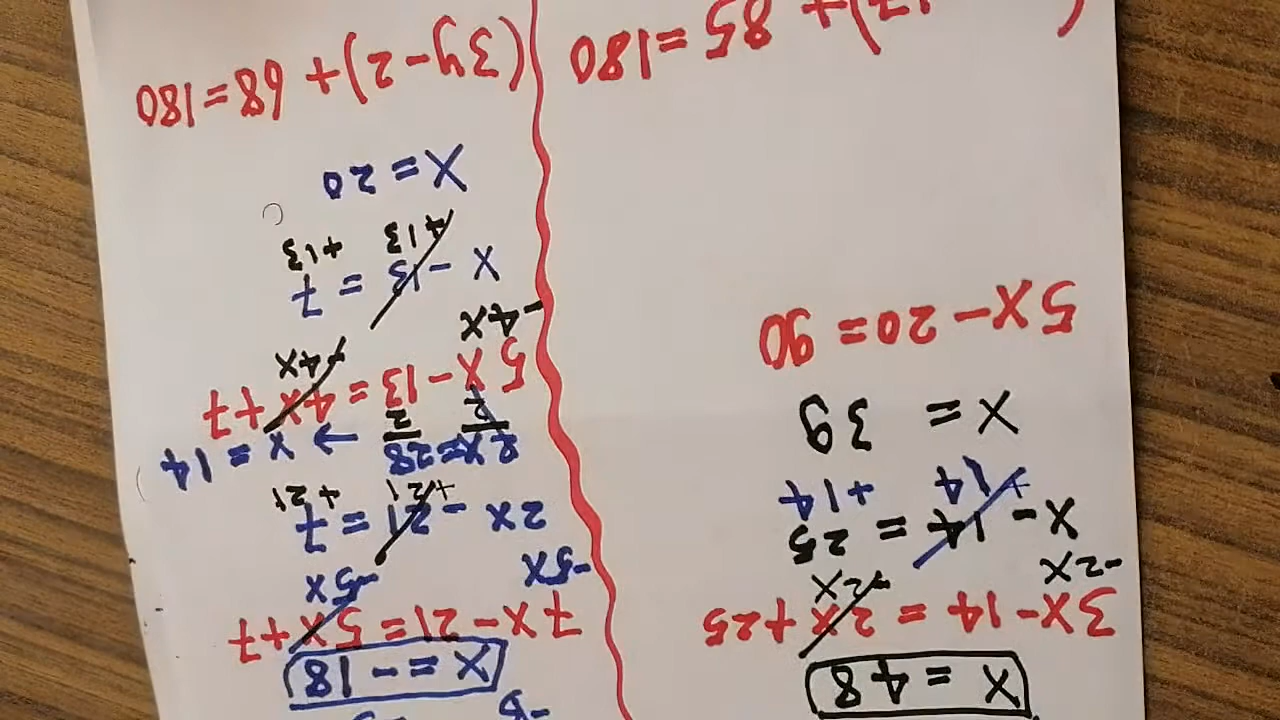 x = 48
3x-14 = 2x+25
-2x -2x
x-14 = 25
+14 +14
x = 39
5x-20=90
)+ 85=180
x=-18
7x-21=5x+7
-5x -5x
2x-21=7
+21 +21
2x=28 → x=14
2 2
5x-13=4x+7
-4x -4x
x-13=7
+13 +13
x=20
(3y-2)+68=180